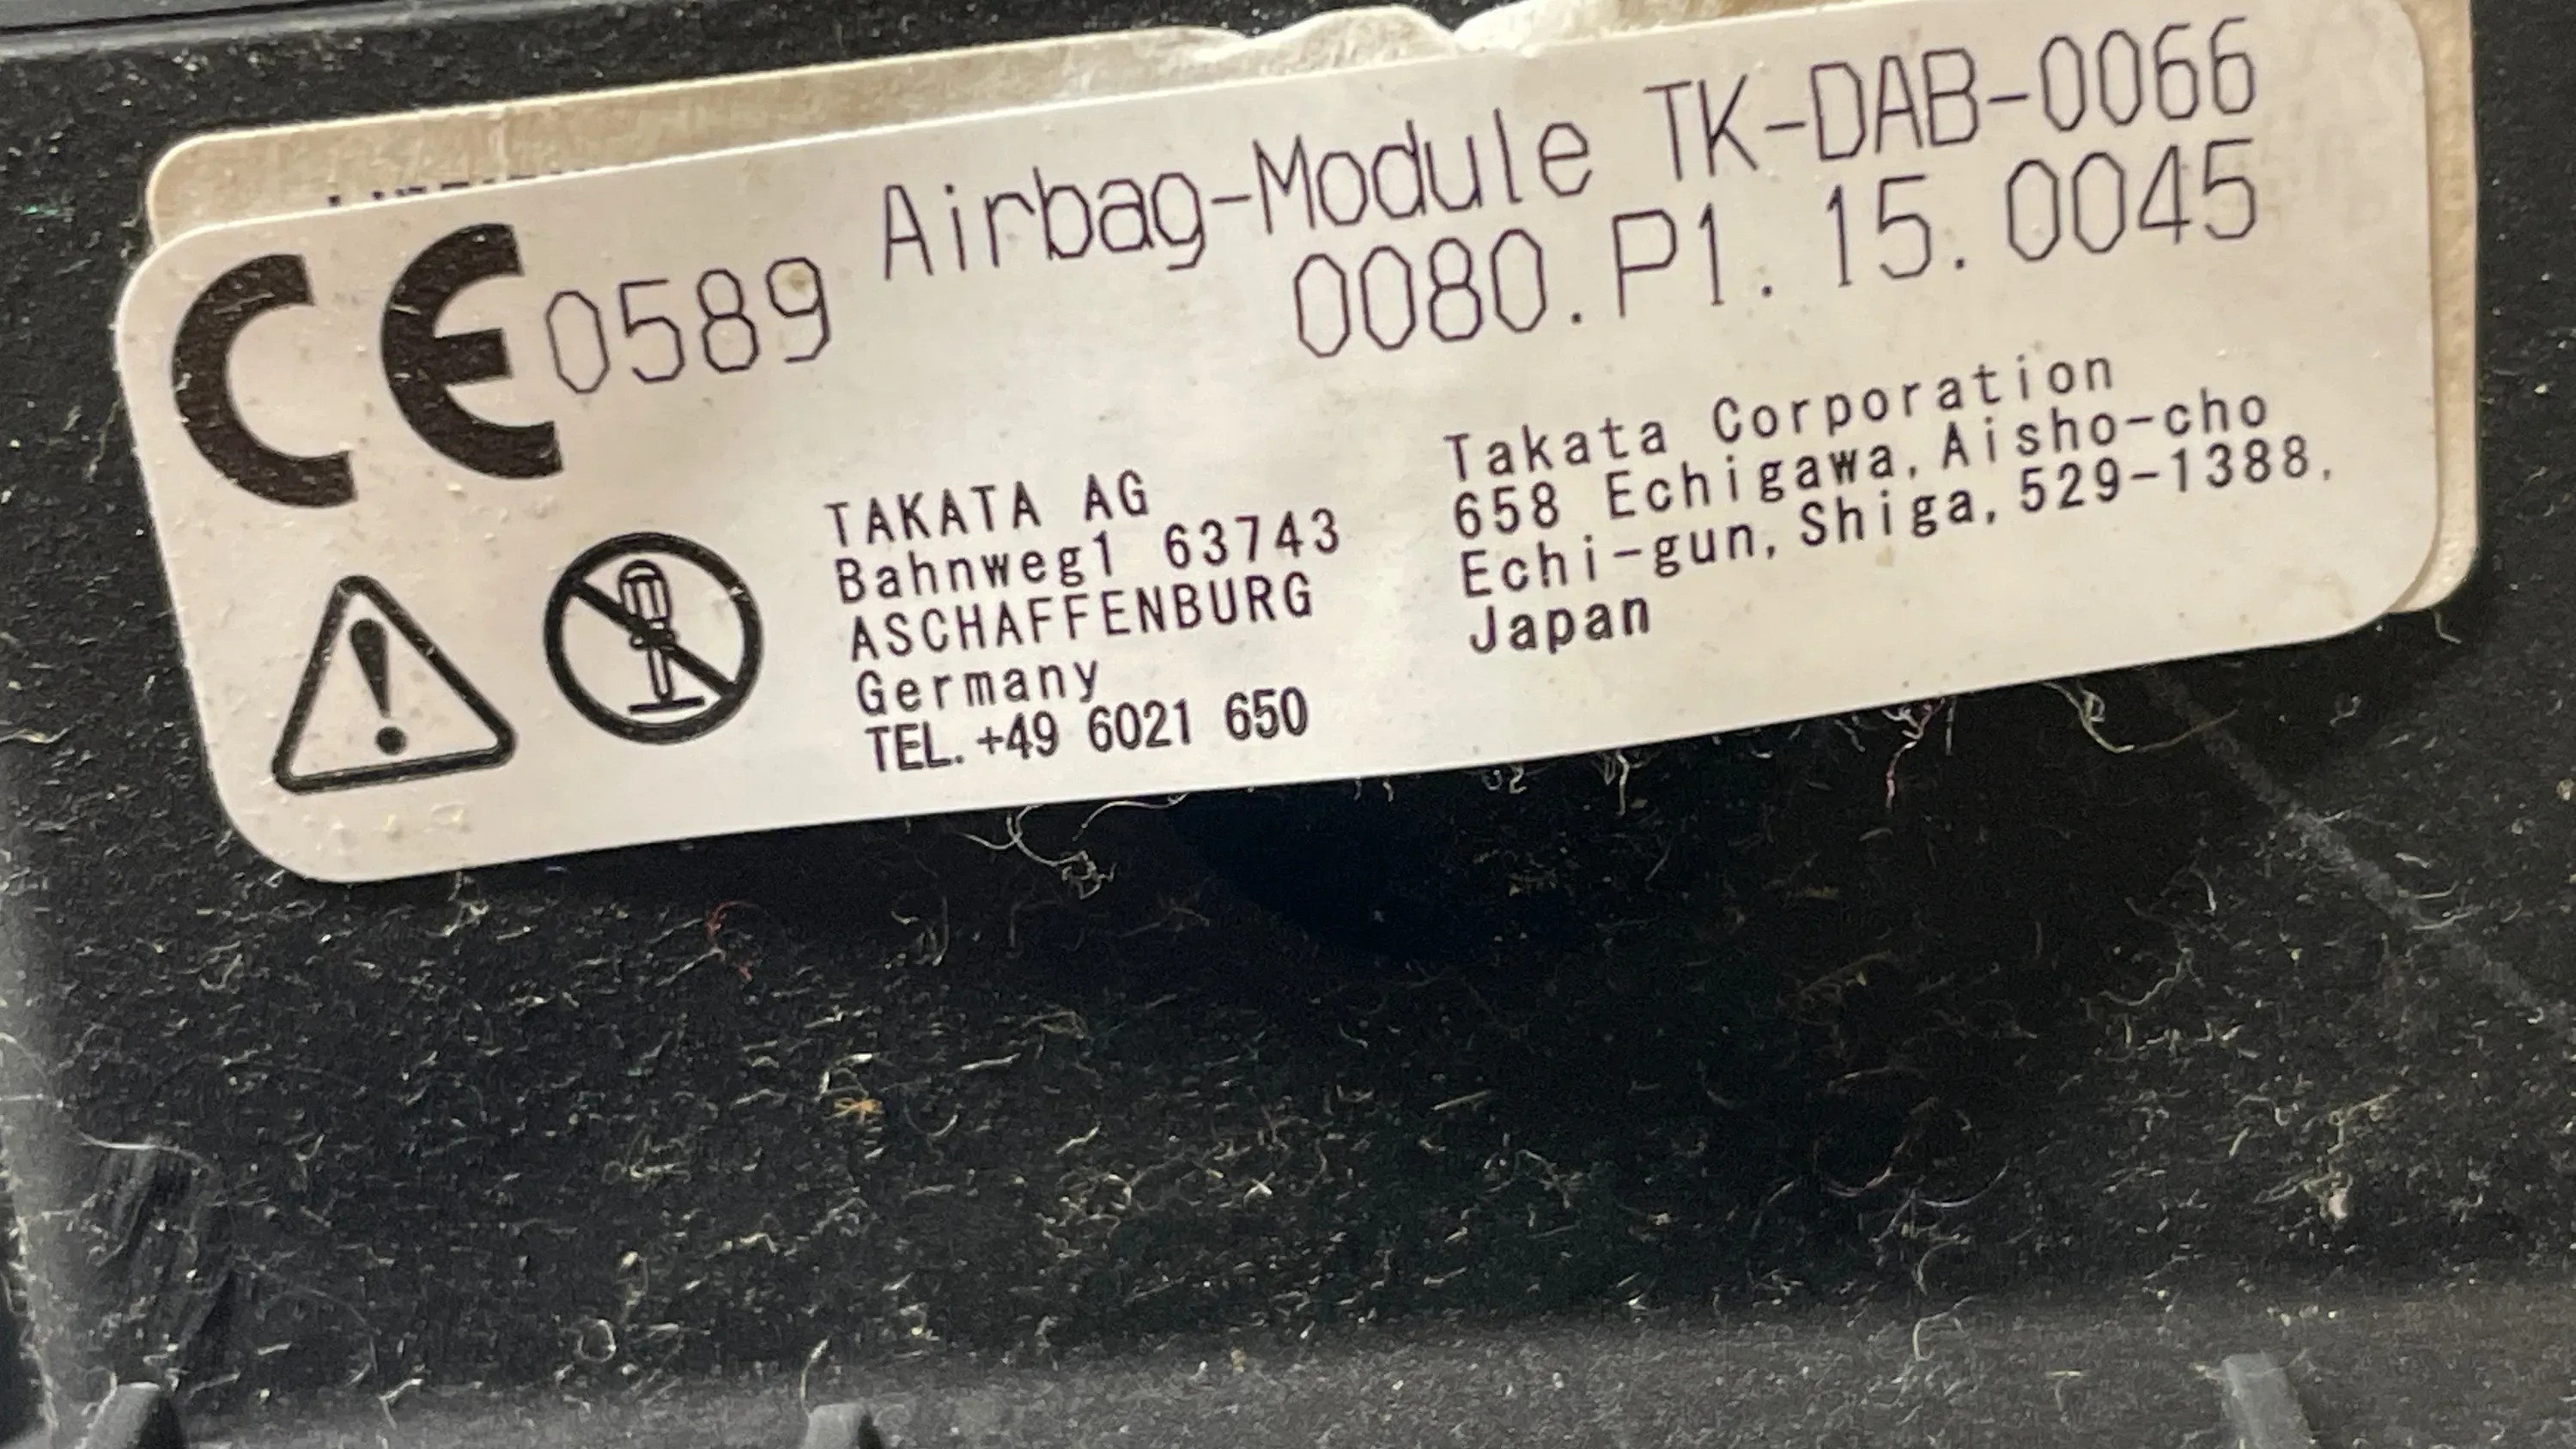 CE 0589 Airbag-Module TK-DAB-0066
0080.P1.15.0045
TAKATA AG
Bahnweg1 63743
ASCHAFFENBURG
Germany
TEL. +49 6021 650
Takata Corporation
658 Echigawa, Aisho-cho
Echi-gun, Shiga, 529-1388,
Japan